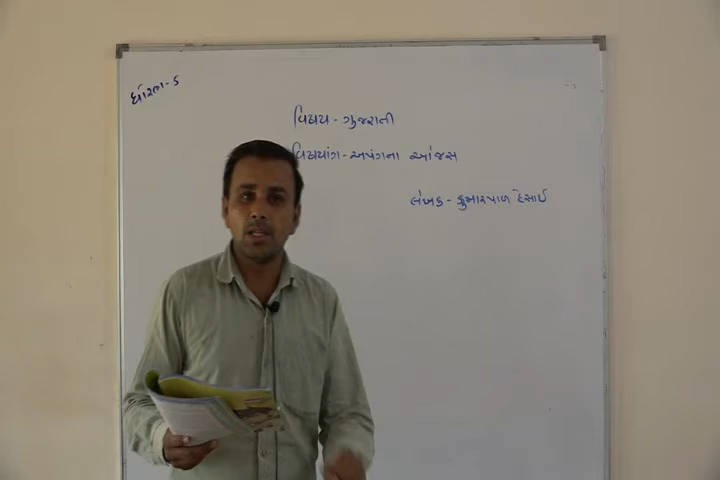 ધોરણ-૬
વિષય - ગુજરાતી
વિષયાંગ - અપંગના ઓજસ
લેખક - કુમારપાળ દેસાઈ